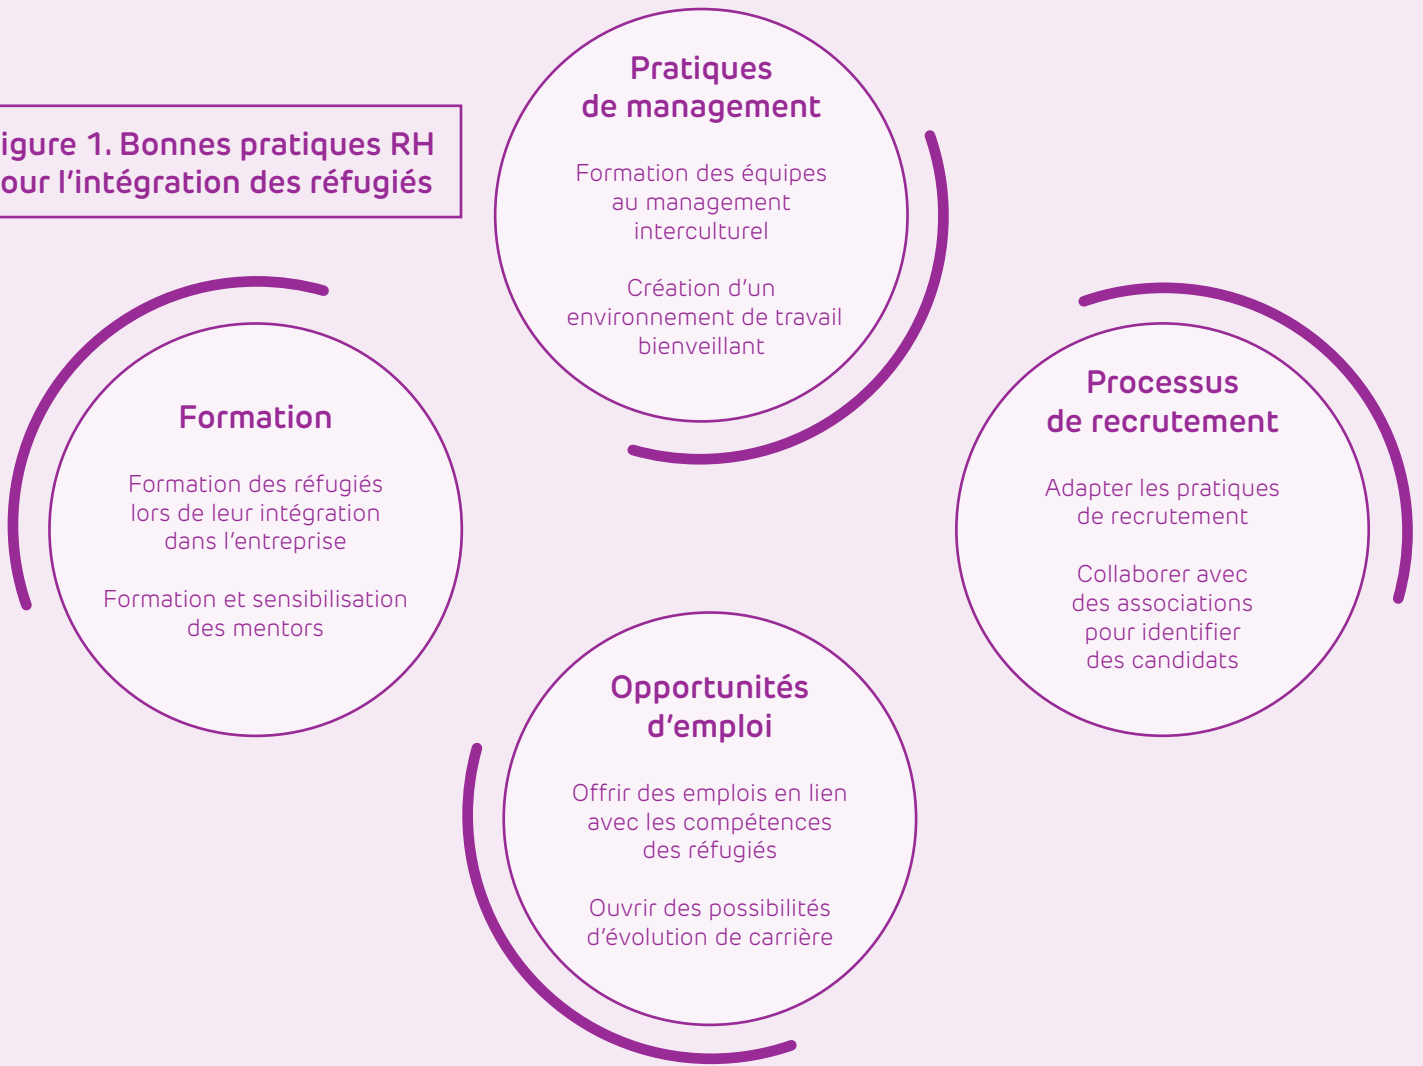 igure 1. Bonnes pratiques RH
our l’intégration des réfugiés
Pratiques
de management
Formation des équipes
au management
interculturel
Création d’un
environnement de travail
bienveillant
Formation
Formation des réfugiés
lors de leur intégration
dans l’entreprise
Formation et sensibilisation
des mentors
Processus
de recrutement
Adapter les pratiques
de recrutement
Collaborer avec
des associations
pour identifier
des candidats
Opportunités
d’emploi
Offrir des emplois en lien
avec les compétences
des réfugiés
Ouvrir des possibilités
d’évolution de carrière